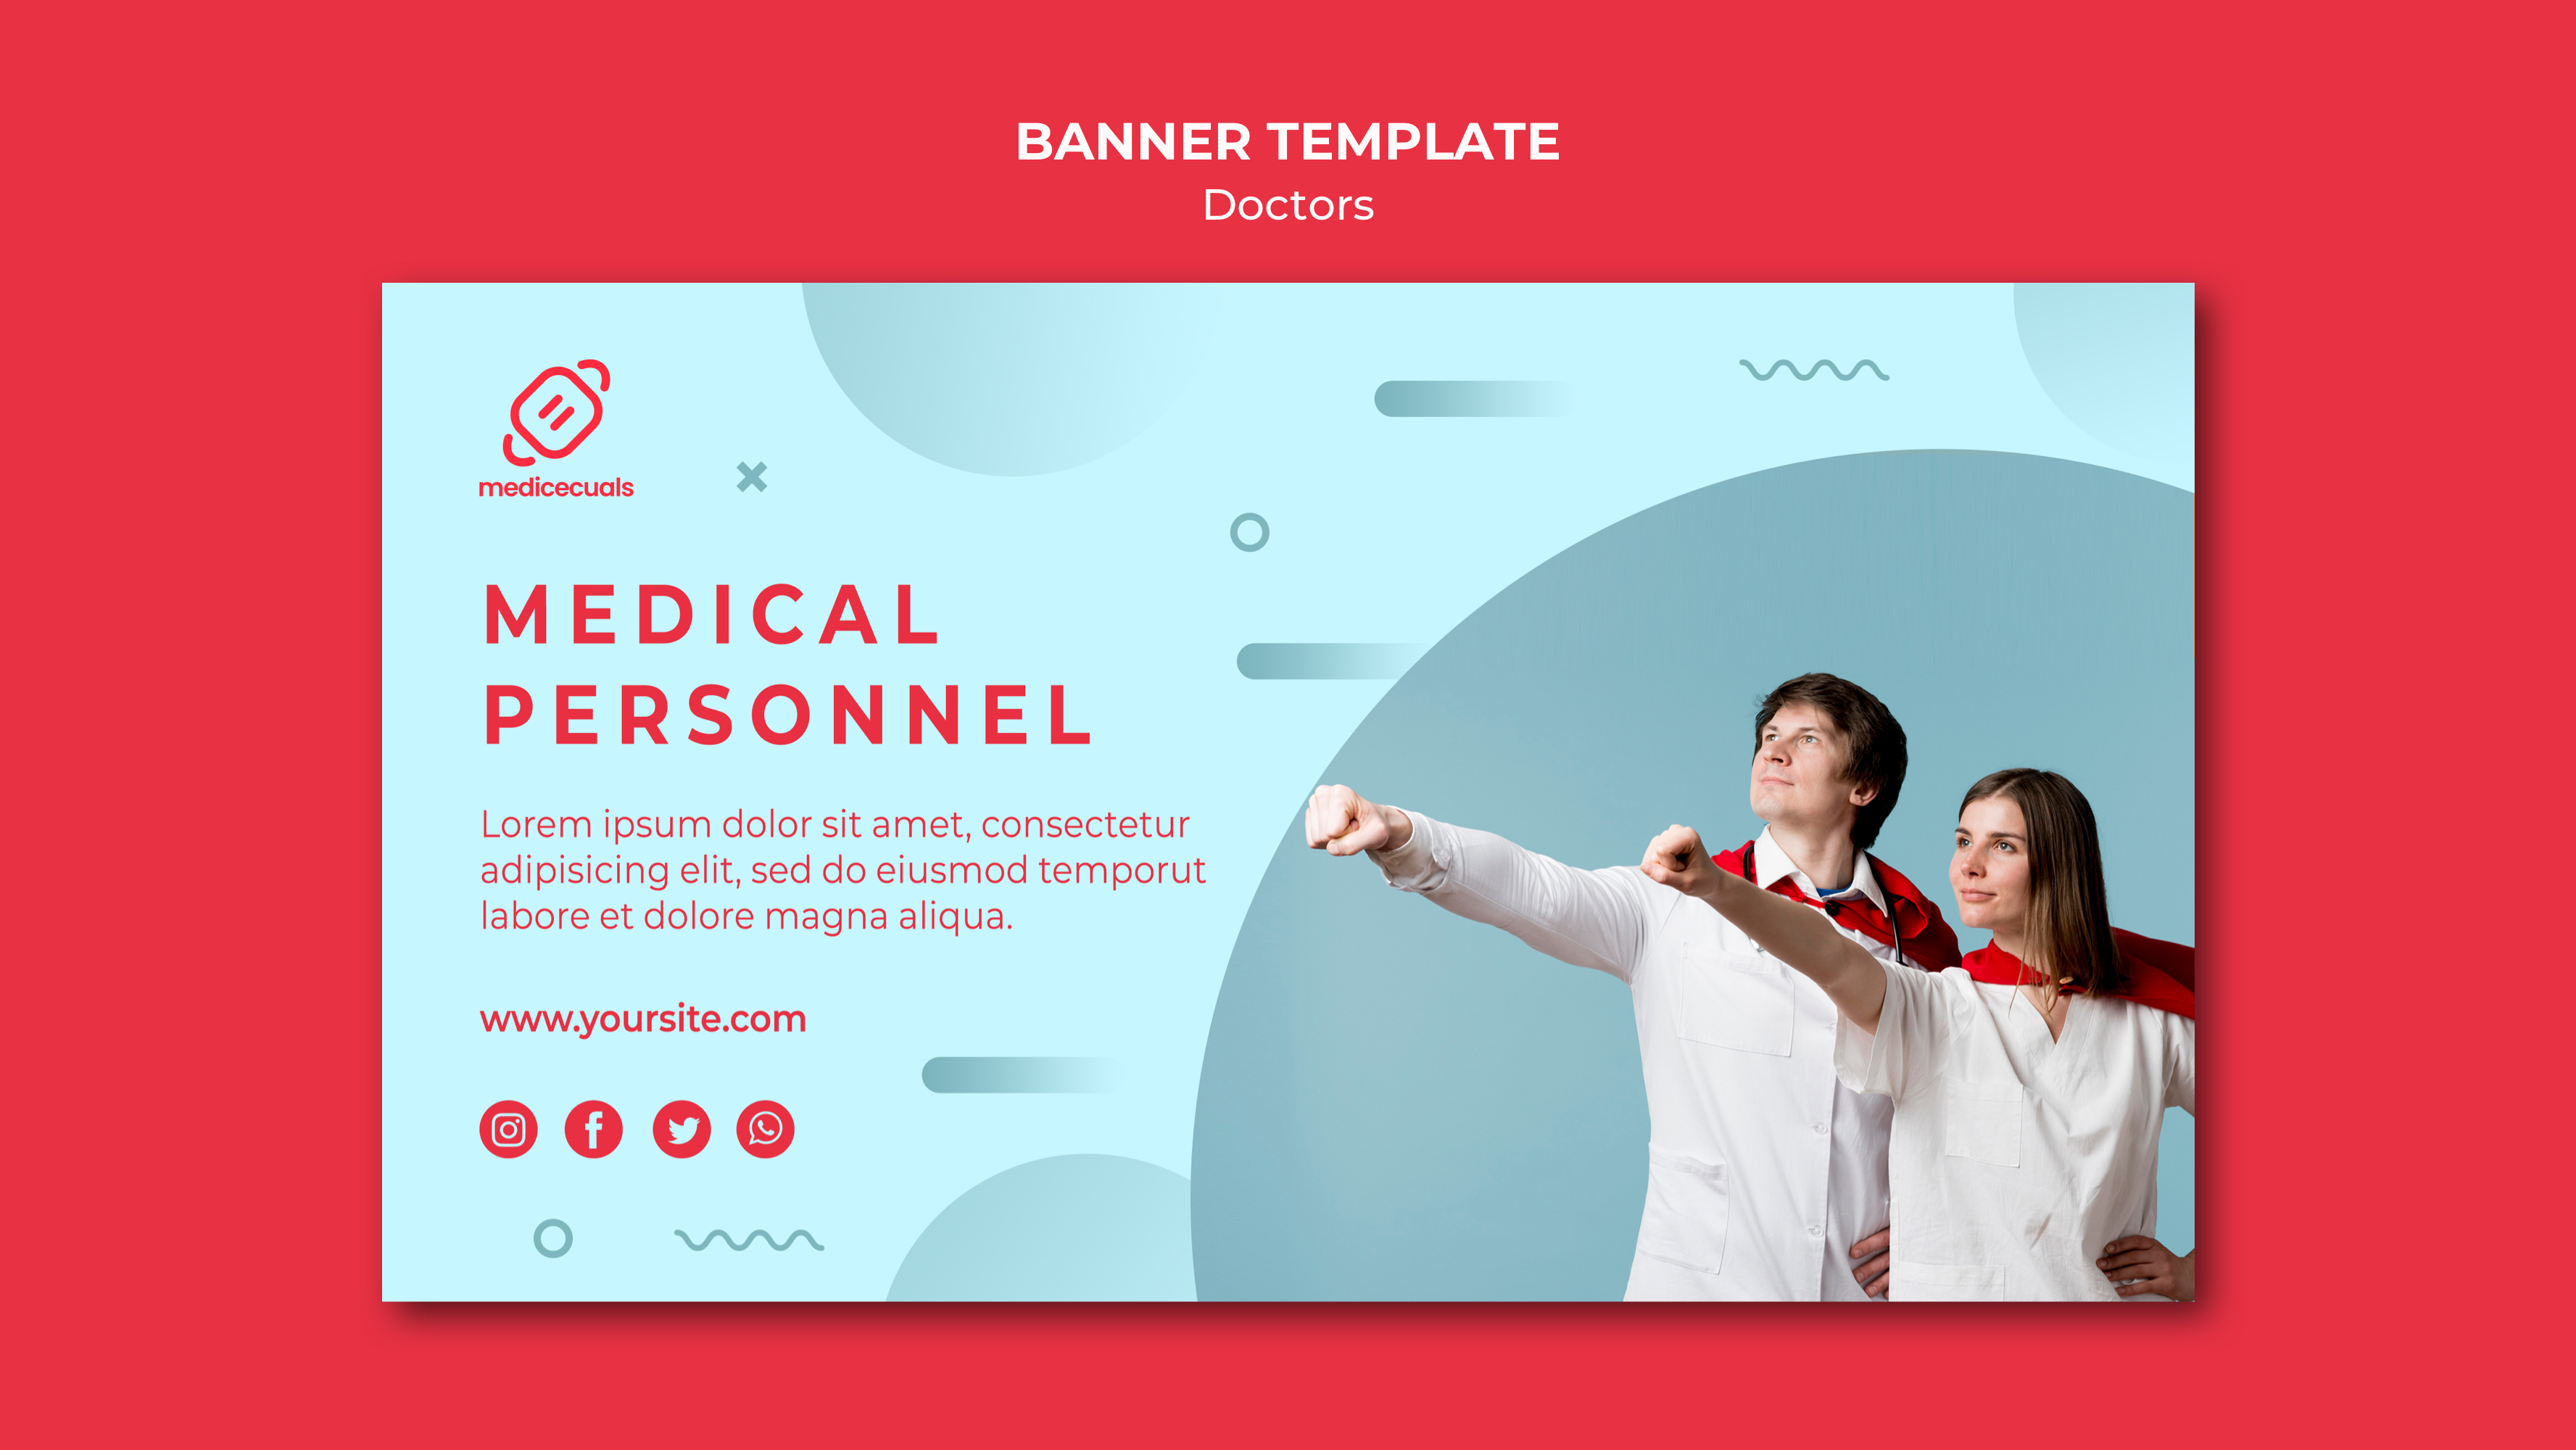 BANNER TEMPLATE
Doctors
medicecuals
MEDICAL
PERSONNEL
Lorem ipsum dolor sit amet, consectetur
adipisicing elit, sed do eiusmod temporut
labore et dolore magna aliqua.
www.yoursite.com